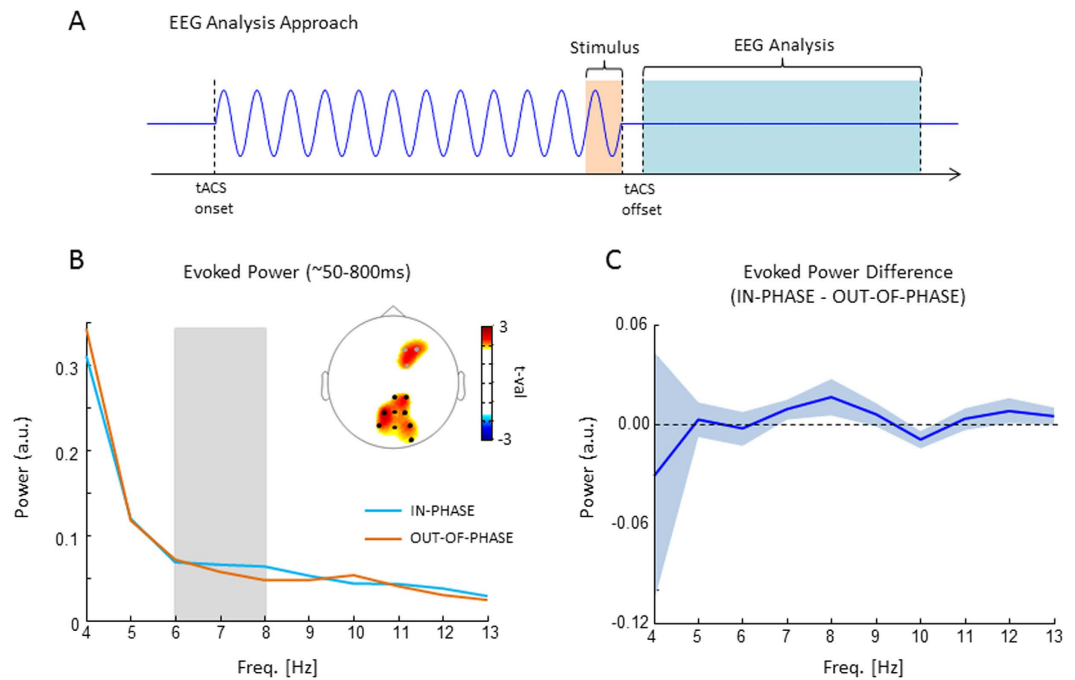 A
EEG Analysis Approach
Stimulus
EEG Analysis
tACS
onset
tACS
offset
B
Evoked Power (~50-800ms)
Power (a.u.)
0.3
0.2
0.1
0
4 5 6 7 8 9 10 11 12 13
Freq. [Hz]
3
t-val
-3
IN-PHASE
OUT-OF-PHASE
C
Evoked Power Difference
(IN-PHASE - OUT-OF-PHASE)
Power (a.u.)
0.06
0.00
-0.06
-0.12
4 5 6 7 8 9 10 11 12 13
Freq. [Hz]